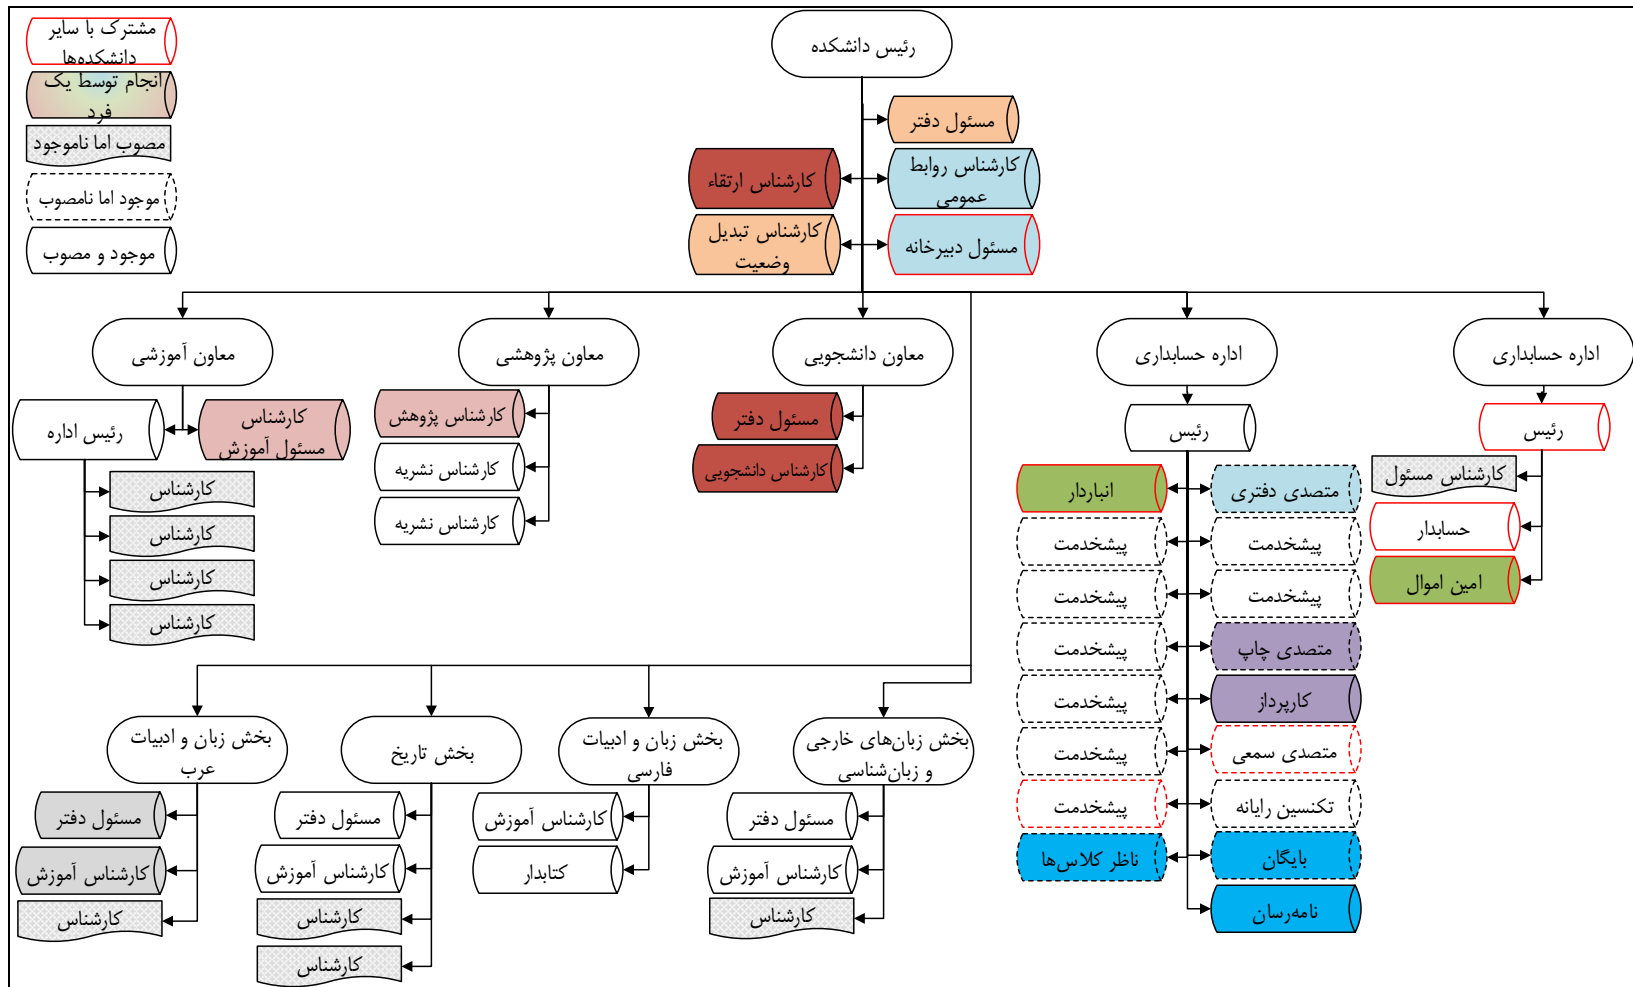 مشترک با سایر
دانشکده‌ها
انجام توسط یک
فرد
مصوب اما ناموجود
موجود اما نامصوب
موجود و مصوب
رئیس دانشکده
مسئول دفتر
کارشناس روابط
عمومی
کارشناس ارتقاء
مسئول دبیرخانه
کارشناس تبدیل
وضعیت
اداره حسابداری
رئیس
کارشناس مسئول
حسابدار
امین اموال
اداره حسابداری
رئیس
متصدی دفتری
انباردار
پیشخدمت
پیشخدمت
پیشخدمت
پیشخدمت
متصدی چاپ
پیشخدمت
کارپرداز
پیشخدمت
متصدی سمعی
پیشخدمت
تکنسین رایانه
پیشخدمت
بایگان
ناظر کلاس‌ها
نامه‌رسان
معاون دانشجویی
مسئول دفتر
کارشناس دانشجویی
معاون پژوهشی
کارشناس پژوهش
کارشناس نشریه
کارشناس نشریه
معاون آموزشی
کارشناس
مسئول آموزش
رئیس اداره
کارشناس
کارشناس
کارشناس
کارشناس
بخش زبان‌های خارجی
و زبان‌شناسی
مسئول دفتر
کارشناس آموزش
کارشناس
بخش زبان و ادبیات
فارسی
کارشناس آموزش
کتابدار
بخش تاریخ
مسئول دفتر
کارشناس آموزش
کارشناس
کارشناس
بخش زبان و ادبیات
عرب
مسئول دفتر
کارشناس آموزش
کارشناس